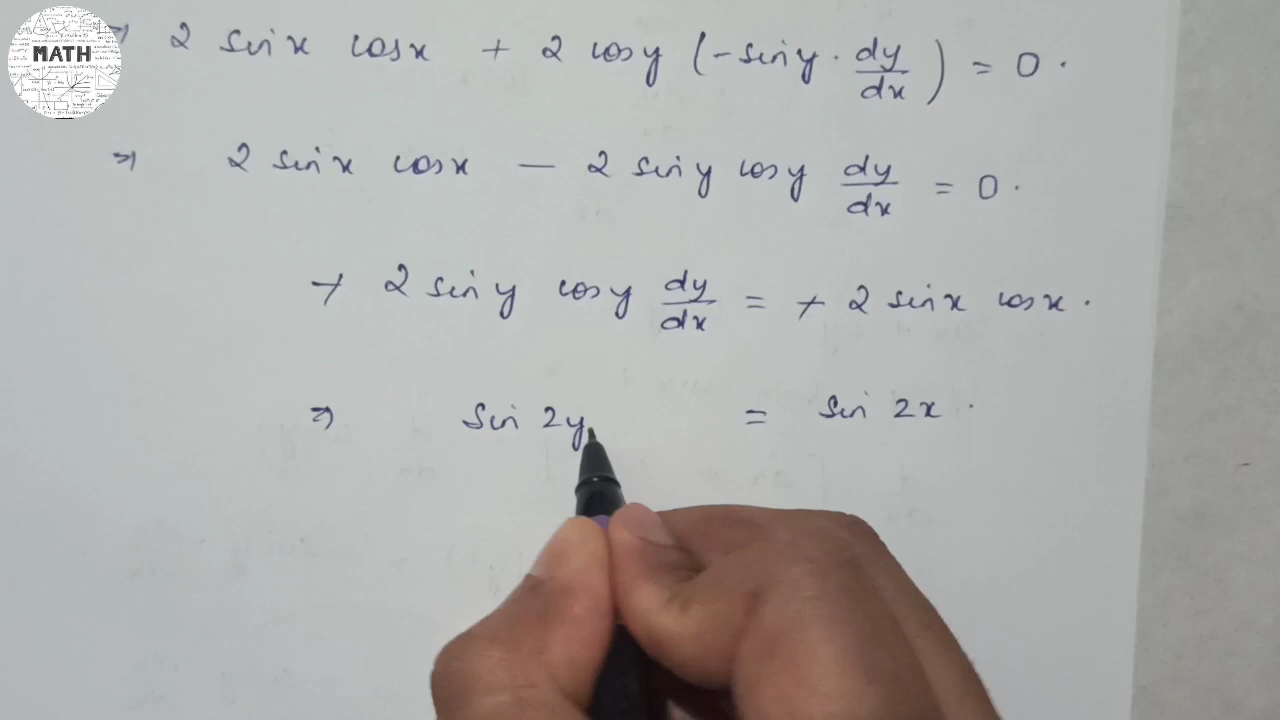 MATH
⇒ 2 sin x cos x + 2 cos y (- sin y · dy/dx) = 0 .
⇒ 2 sin x cos x — 2 sin y cos y dy/dx = 0 .
+ 2 sin y cos y dy/dx = + 2 sin x cos x .
⇒ sin 2y = sin 2x .